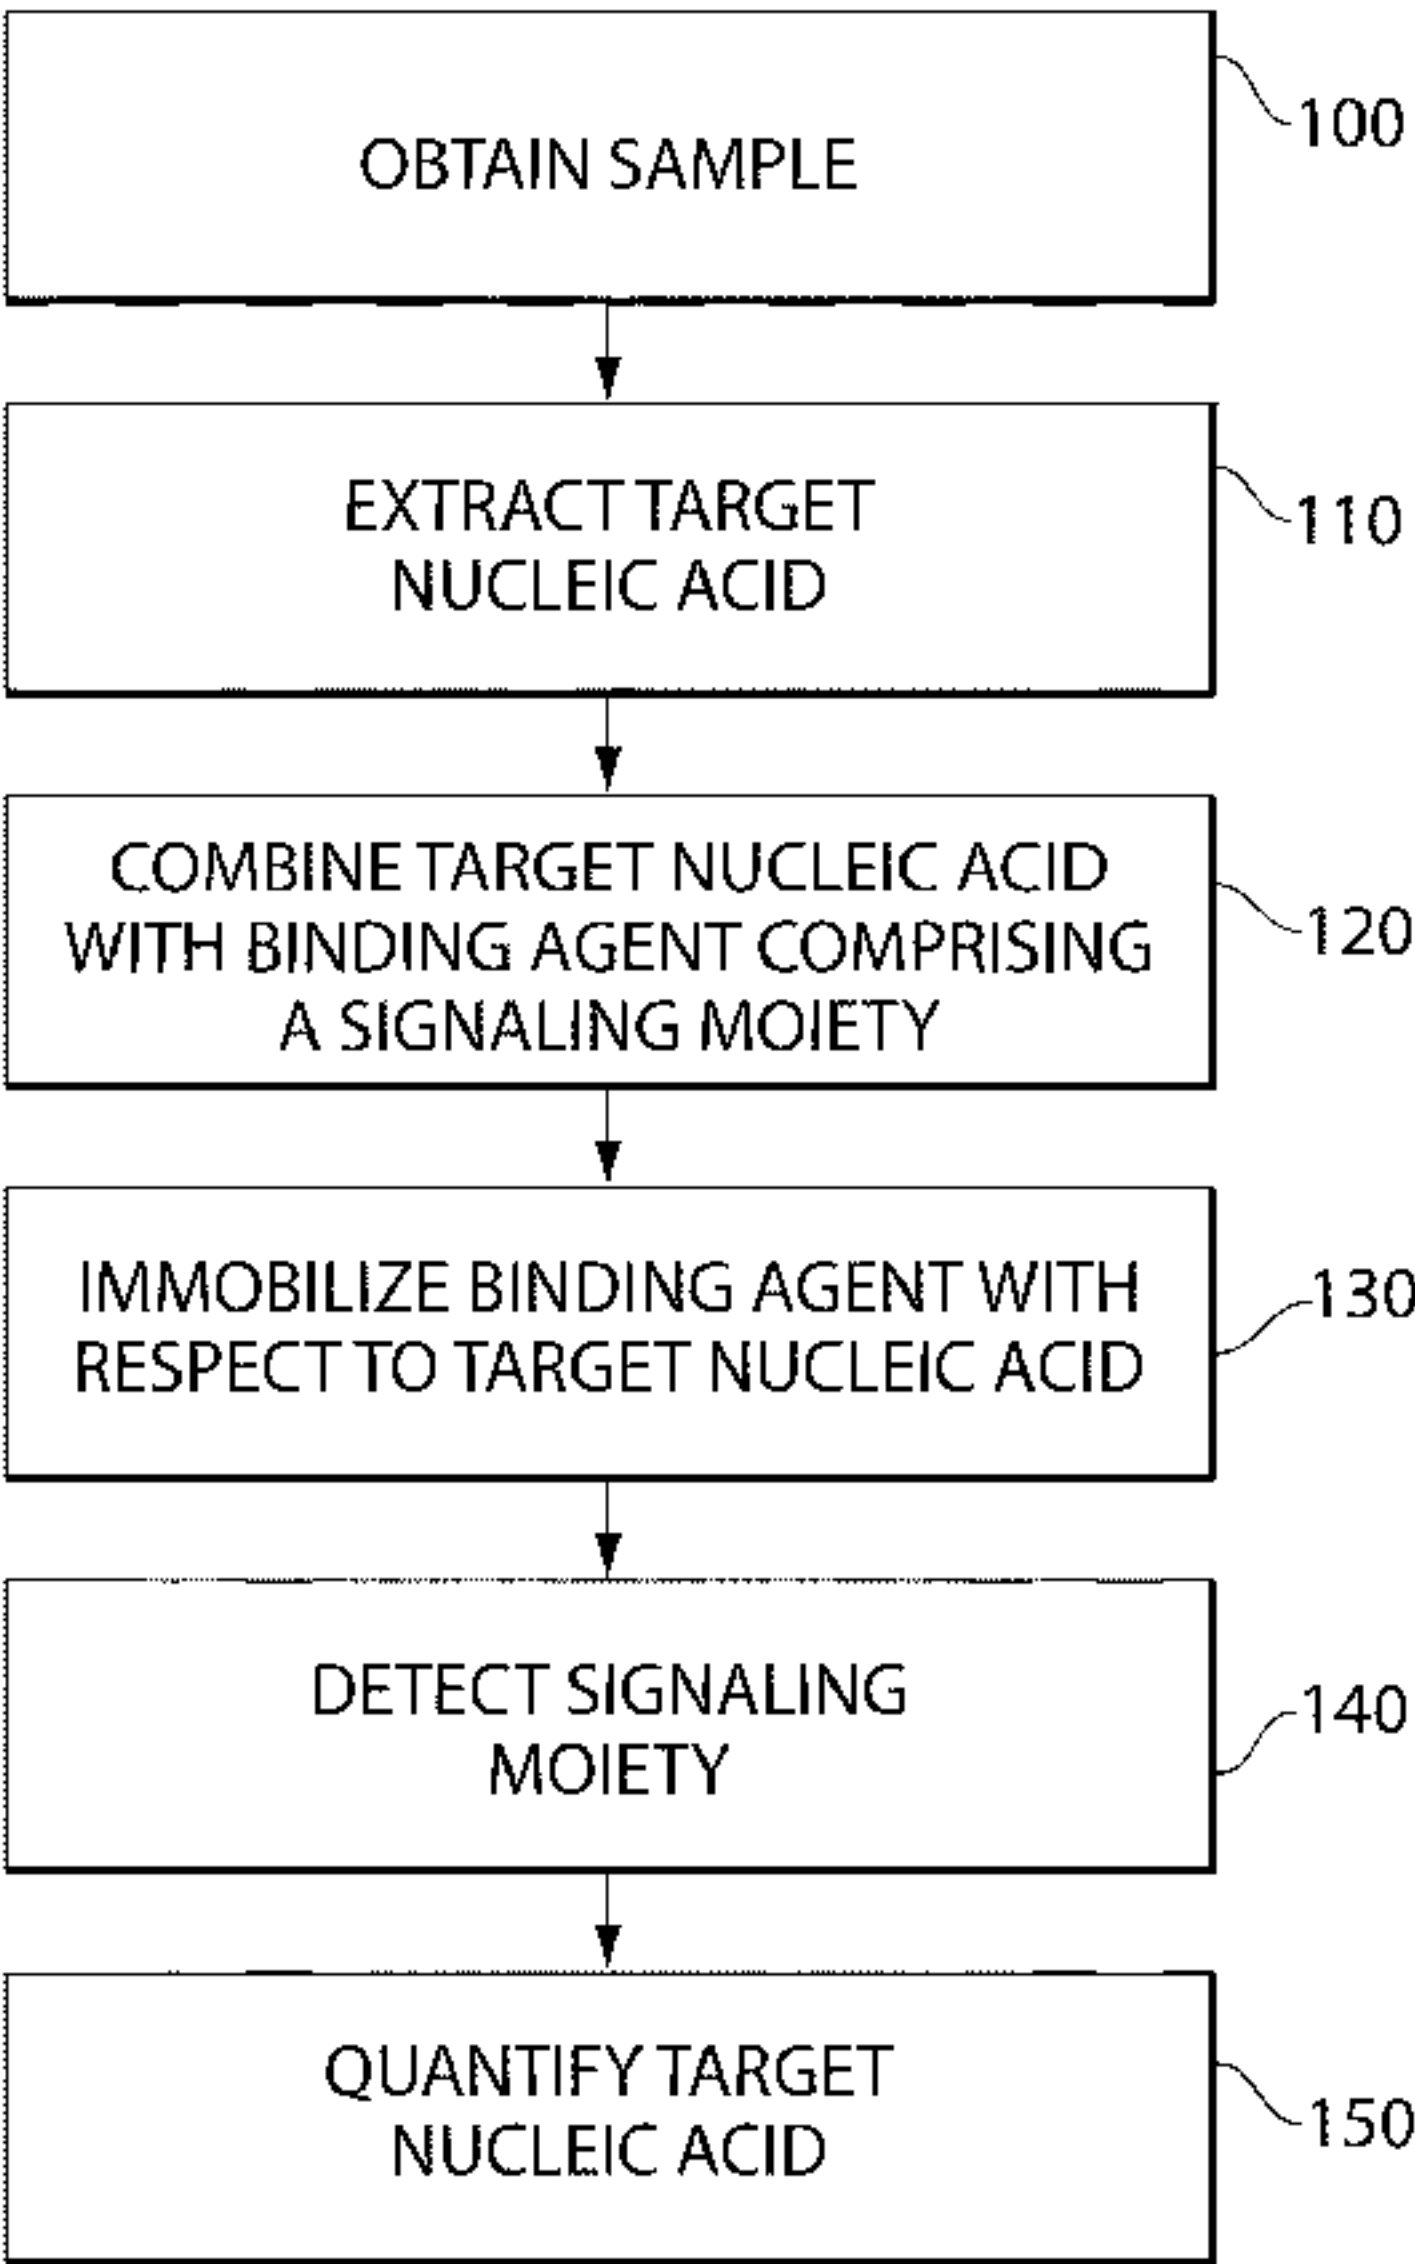 OBTAIN SAMPLE
100
EXTRACT TARGET
NUCLEIC ACID
110
COMBINE TARGET NUCLEIC ACID
WITH BINDING AGENT COMPRISING
A SIGNALING MOIETY
120
IMMOBILIZE BINDING AGENT WITH
RESPECT TO TARGET NUCLEIC ACID
130
DETECT SIGNALING
MOIETY
140
QUANTIFY TARGET
NUCLEIC ACID
150